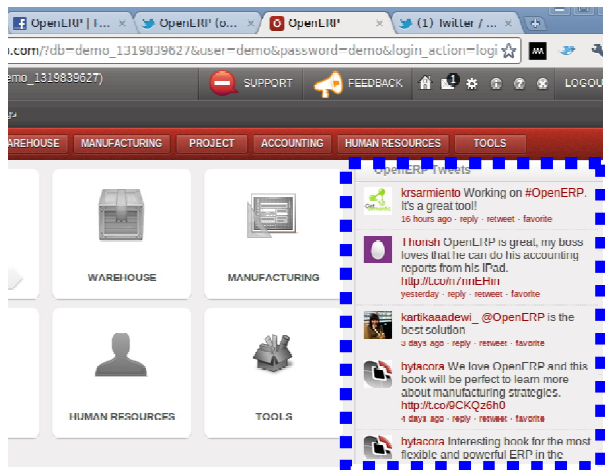 OpenERP | F...
OpenERP (o...
OpenERP
(1) Twitter / ...
.com/?db=demo_1319839627&user=demo&password=demo&login_action=logi
emo_1319839627)
SUPPORT
FEEDBACK
1
LOGOU
AREHOUSE
MANUFACTURING
PROJECT
ACCOUNTING
HUMAN RESOURCES
TOOLS
OpenERP Tweets
WAREHOUSE
MANUFACTURING
HUMAN RESOURCES
TOOLS
krsarmiento Working on #OpenERP.
It's a great tool!
16 hours ago · reply · retweet · favorite
OpenERP is great, my boss
loves that he can do his accounting
reports from his iPad.
yesterday · reply · retweet · favorite
kartikaaadewi_ @OpenERP is the
best solution
3 days ago · reply · retweet · favorite
bytacora We love OpenERP and this
book will be perfect to learn more
about manufacturing strategies.
http://t.co/9CKQz6h0
4 days ago · reply · retweet · favorite
bytacora Interesting book for the most
flexible and powerful ERP in the